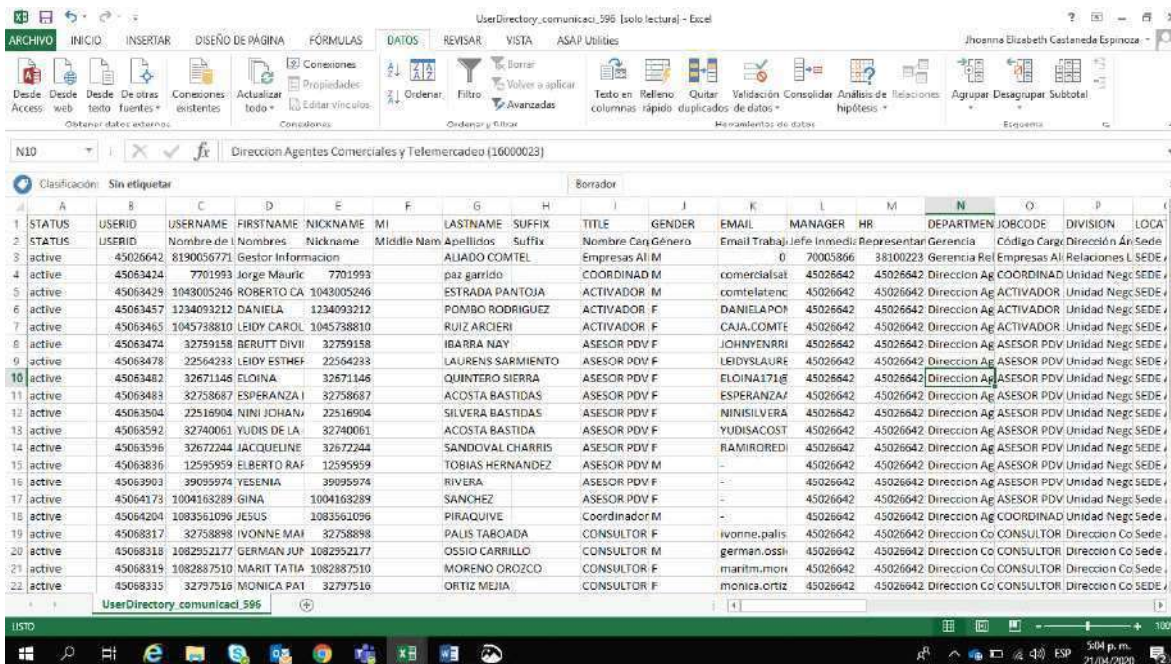 UserDirectory_comunicaci_596 [solo lectura] - Excel
ARCHIVO INICIO INSERTAR DISEÑO DE PÁGINA FÓRMULAS DATOS REVISAR VISTA ASAP Utilities Jhoanna Elizabeth Castaneda Espinoza
Desde Access Desde web Desde texto De otras fuentes Conexiones existentes Actualizar todo Conexiones Propiedades Editar vínculos Ordenar Filtro Borrar Volver a aplicar Avanzadas Texto en columnas Relleno rápido Quitar duplicados Validación de datos Consolidar Análisis de hipótesis Relaciones Agrupar Desagrupar Subtotal
Obtener datos externos Conexiones Ordenar y filtrar Herramientas de datos Esquema
N10 fx Direccion Agentes Comerciales y Telemercadeo (16000023)
Clasificación: Sin etiquetar Borrador
A B C D E F G H I J K L M N O P
1 STATUS USERID USERNAME FIRSTNAME NICKNAME MI LASTNAME SUFFIX TITLE GENDER EMAIL MANAGER HR DEPARTMEN JOBCODE DIVISION LOCA
2 STATUS USERID Nombre de Nombres Nickname Middle Nam Apellidos Suffix Nombre Car Género Email Trabaj Jefe Inmedia Representan Gerencia Código Cargo Dirección Ár Sede
3 active 45026642 8190056771 Gestor Informacion ALIADO COMTEL Empresas Ali M 0 70005866 38100223 Gerencia Rel Empresas Ali Relaciones L SEDE
4 active 45063424 7701993 Jorge Mauric 7701993 paz garrido COORDINAD M comercialsat 45026642 45026642 Direccion Ag COORDINAD Unidad Nego SEDE
5 active 45063429 1043005246 ROBERTO CA 1043005246 ESTRADA PANTOJA ACTIVADOR M comtelatenc 45026642 45026642 Direccion Ag ACTIVADOR Unidad Nego SEDE
6 active 45063457 1234093212 DANIELA 1234093212 POMBO RODRIGUEZ ACTIVADOR F DANIELAPON 45026642 45026642 Direccion Ag ACTIVADOR Unidad Nego SEDE
7 active 45063465 1045738810 LEIDY CAROL 1045738810 RUIZ ARCIERI ACTIVADOR F CAJA.COMTE 45026642 45026642 Direccion Ag ACTIVADOR Unidad Nego SEDE
8 active 45063474 32759158 BERUTT DIVI 32759158 IBARRA NAY ASESOR PDV F JOHNYENRRI 45026642 45026642 Direccion Ag ASESOR PDV Unidad Nego SEDE
9 active 45063478 22564233 LEIDY ESTHER 22564233 LAURENS SARMIENTO ASESOR PDV F LEIDYSLAURE 45026642 45026642 Direccion Ag ASESOR PDV Unidad Nego SEDE
10 active 45063482 32671146 ELOINA 32671146 QUINTERO SIERRA ASESOR PDV F ELOINA171@ 45026642 45026642 Direccion Ag ASESOR PDV Unidad Nego SEDE
11 active 45063483 32758687 ESPERANZA 32758687 ACOSTA BASTIDAS ASESOR PDV F ESPERANZAA 45026642 45026642 Direccion Ag ASESOR PDV Unidad Nego SEDE
12 active 45063504 22516904 NINI JOHANA 22516904 SILVERA BASTIDAS ASESOR PDV F NINISILVERA 45026642 45026642 Direccion Ag ASESOR PDV Unidad Nego SEDE
13 active 45063592 32740061 YUDIS DE LA 32740061 ACOSTA BASTIDA ASESOR PDV F YUDISACOST 45026642 45026642 Direccion Ag ASESOR PDV Unidad Nego SEDE
14 active 45063596 32672244 JACQUELINE 32672244 SANDOVAL CHARRIS ASESOR PDV F RAMIROREDI 45026642 45026642 Direccion Ag ASESOR PDV Unidad Nego SEDE
15 active 45063836 12595959 ELBERTO RAF 12595959 TOBIAS HERNANDEZ ASESOR PDV M - 45026642 45026642 Direccion Ag ASESOR PDV Unidad Nego SEDE
16 active 45063903 39095974 YESENIA 39095974 RIVERA ASESOR PDV F - 45026642 45026642 Direccion Ag ASESOR PDV Unidad Nego SEDE
17 active 45064173 1004163289 GINA 1004163289 SANCHEZ ASESOR PDV F - 45026642 45026642 Direccion Ag ASESOR PDV Unidad Nego Sede
18 active 45064204 1083561096 JESUS 1083561096 PIRAQUIVE Coordinador M - 45026642 45026642 Direccion Ag COORDINAD Unidad Nego Sede
19 active 45068317 32758898 IVONNE MAR 32758898 PALIS TABOADA CONSULTOR F ivonne.palis 45026642 45026642 Direccion Co CONSULTOR Direccion Co Sede
20 active 45068318 1082952177 GERMAN JUN 1082952177 OSSIO CARRILLO CONSULTOR M german.ossi 45026642 45026642 Direccion Co CONSULTOR Direccion Co Sede
21 active 45068319 1082887510 MARIT TATIA 1082887510 MORENO OROZCO CONSULTOR F maritm.more 45026642 45026642 Direccion Co CONSULTOR Direccion Co Sede
22 active 45068335 32797516 MONICA PAT 32797516 ORTIZ MEJIA CONSULTOR F monica.ortiz 45026642 45026642 Direccion Co CONSULTOR Direccion Co SEDE
UserDirectory_comunicaci_596
LISTO 100
ESP 5:04 p. m.
21/04/2020